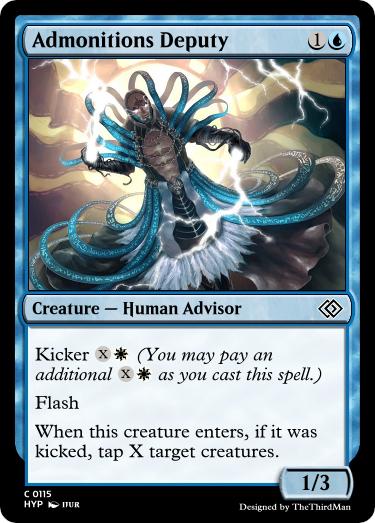 Admonitions Deputy 1
Creature — Human Advisor
Kicker X (You may pay an
additional X as you cast this spell.)
Flash
When this creature enters, if it was
kicked, tap X target creatures.
1/3
C 0115
HYP IFUR
Designed by TheThirdMan